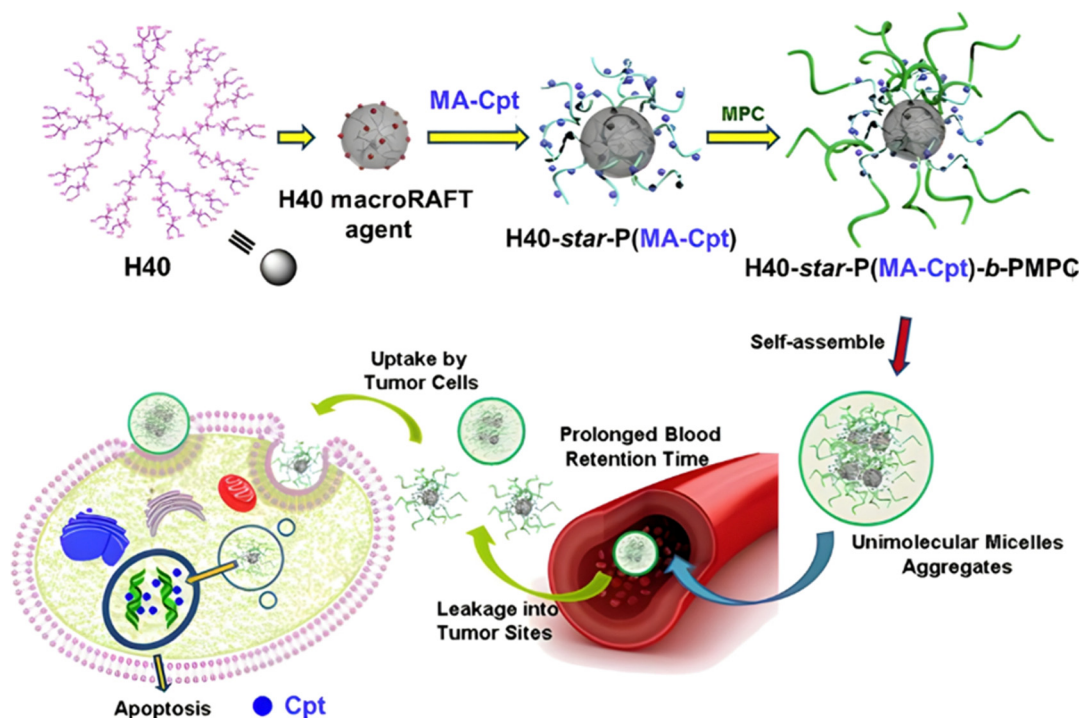 H40
H40 macroRAFT
agent
MA-Cpt
H40-star-P(MA-Cpt)
MPC
H40-star-P(MA-Cpt)-b-PMPC
Self-assemble
Unimolecular Micelles
Aggregates
Prolonged Blood
Retention Time
Leakage into
Tumor Sites
Uptake by
Tumor Cells
Apoptosis
Cpt